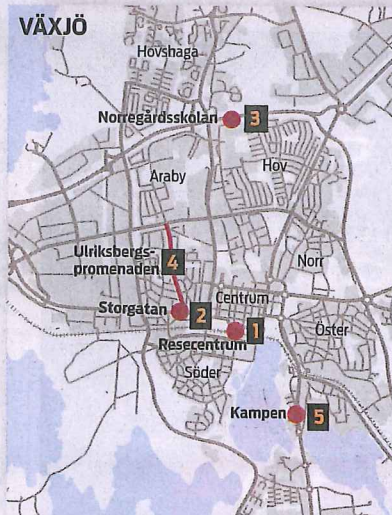 VÄXJÖ
Hovshaga
Norregårdsskolan
3
Araby
Hov
Ulriksbergs-
promenaden
4
Norr
Centrum
Storgatan
2
1
Öster
Resecentrum
Söder
Kampen
5